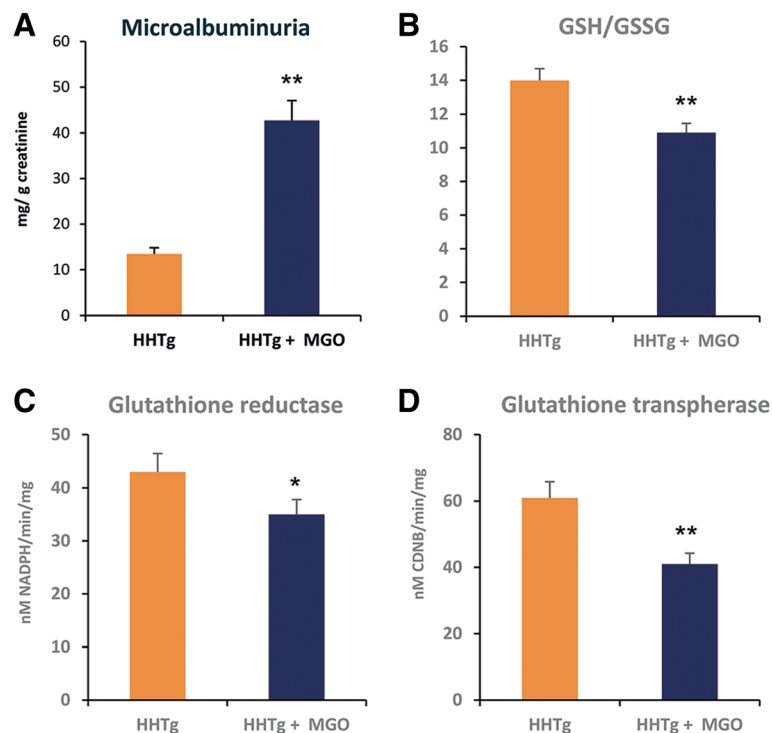 A
Microalbuminuria
60
50
40
30
20
10
0
mg/ g creatinine
**
HHTg
HHTg + MGO
B
GSH/GSSG
16
14
12
10
8
6
4
2
0
**
HHTg
HHTg + MGO
C
Glutathione reductase
50
40
30
20
10
0
nM NADPH/min/mg
*
HHTg
HHTg + MGO
D
Glutathione transpherase
80
60
40
20
0
nM CDNB/min/mg
**
HHTg
HHTg + MGO